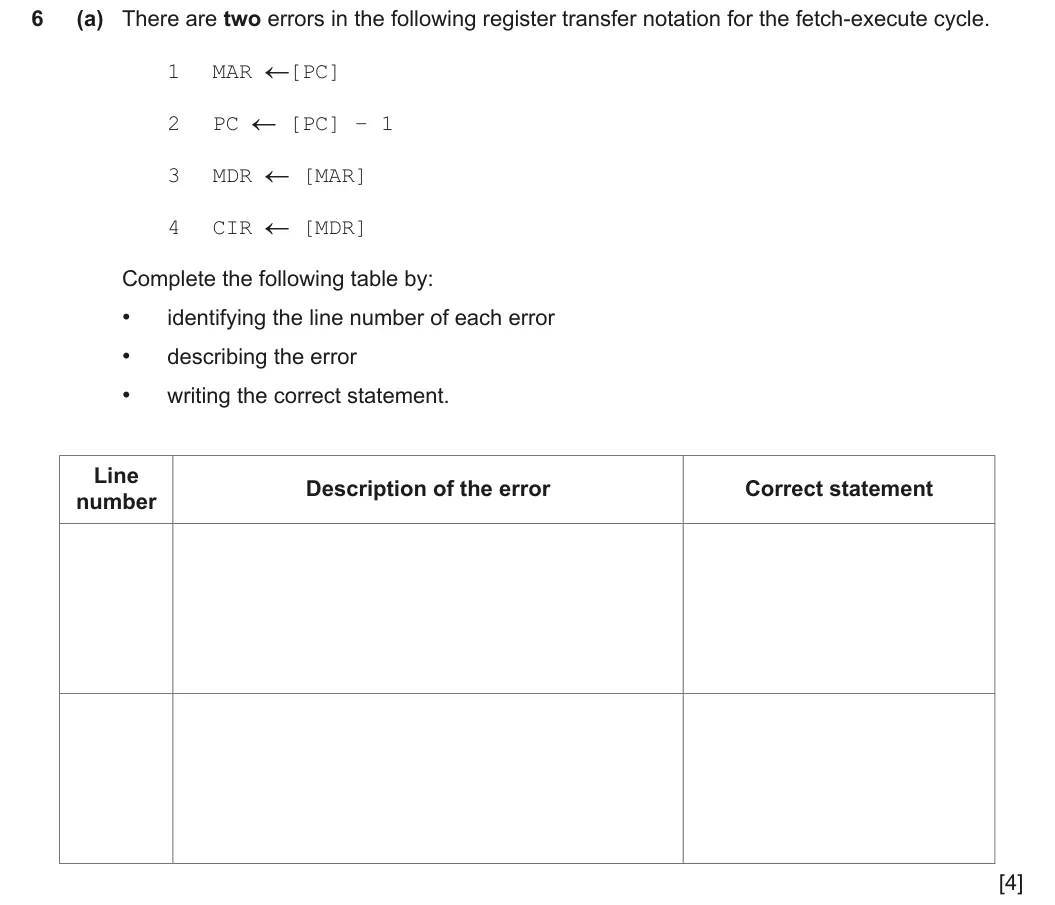 6 (a) There are two errors in the following register transfer notation for the fetch-execute cycle.
1 MAR ←[PC]
2 PC ← [PC] – 1
3 MDR ← [MAR]
4 CIR ← [MDR]
Complete the following table by:
• identifying the line number of each error
• describing the error
• writing the correct statement.
Line number Description of the error Correct statement
[4]